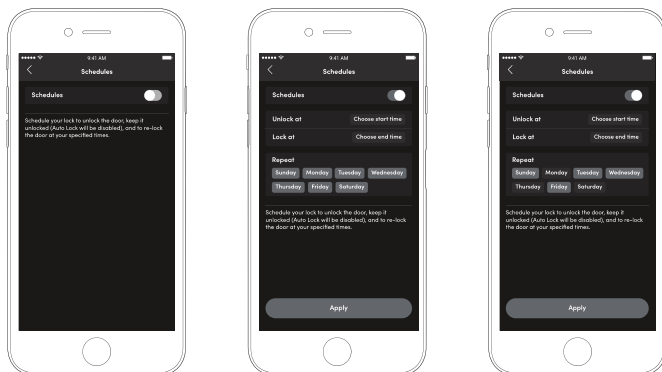 9:41 AM
Schedules
Schedules
Schedule your lock to unlock the door, keep it
unlocked (Auto Lock will be disabled), and to re-lock
the door at your specified times.
9:41 AM
Schedules
Schedules
Unlock at Choose start time
Lock at Choose end time
Repeat
Sunday Monday Tuesday Wednesday
Thursday Friday Saturday
Schedule your lock to unlock the door, keep it
unlocked (Auto Lock will be disabled), and to re-lock
the door at your specified times.
Apply
9:41 AM
Schedules
Schedules
Unlock at Choose start time
Lock at Choose end time
Repeat
Sunday Monday Tuesday Wednesday
Thursday Friday Saturday
Schedule your lock to unlock the door, keep it
unlocked (Auto Lock will be disabled), and to re-lock
the door at your specified times.
Apply